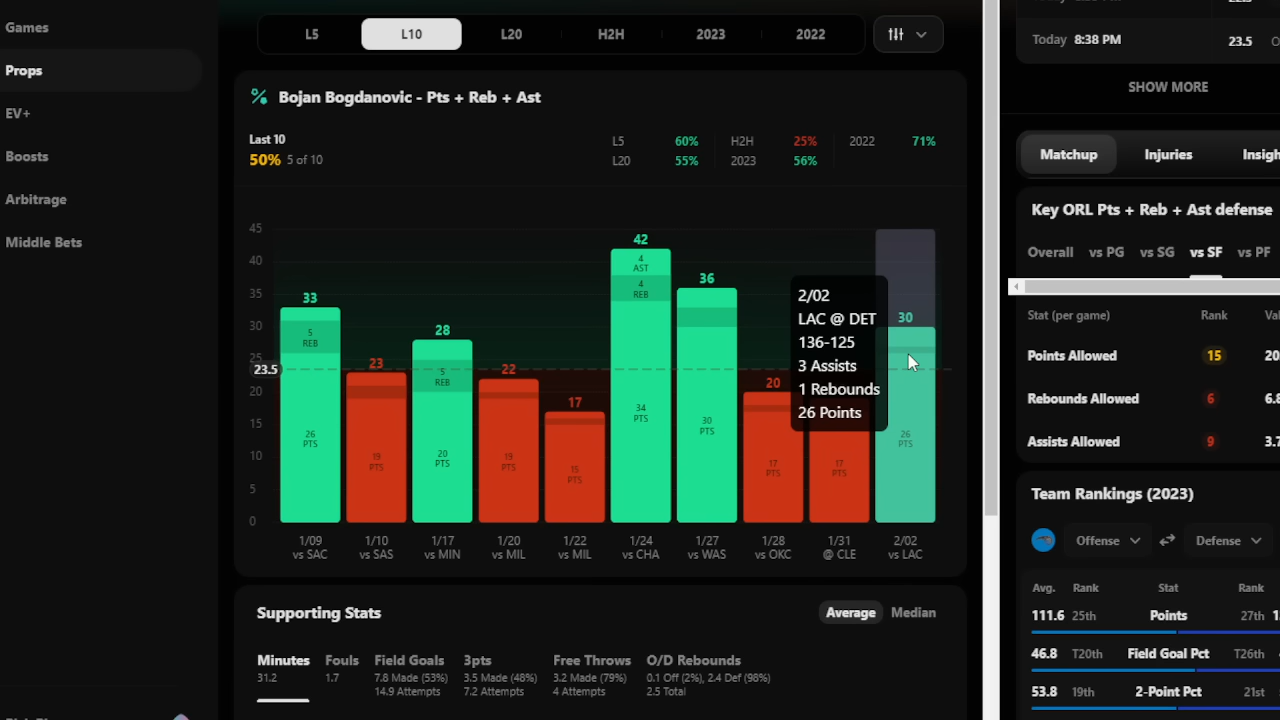 Games
Props
EV+
Boosts
Arbitrage
Middle Bets
L5 L10 L20 H2H 2023 2022
Bojan Bogdanovic - Pts + Reb + Ast
Last 10
50% 5 of 10
L5 60% H2H 25% 2022 71%
L20 55% 2023 56%
45
40
35
30
25
20
15
10
5
0
23.5
33
5
REB
26
PTS
23
19
PTS
28
5
REB
20
PTS
22
19
PTS
17
15
PTS
42
4
AST
4
REB
34
PTS
36
30
PTS
20
17
PTS
17
PTS
30
26
PTS
2/02
LAC @ DET
136-125
3 Assists
1 Rebounds
26 Points
1/09 1/10 1/17 1/20 1/22 1/24 1/27 1/28 1/31 2/02
vs SAC vs SAS vs MIN vs MIL vs MIL vs CHA vs WAS vs OKC @ CLE vs LAC
Supporting Stats
Average Median
Minutes Fouls Field Goals 3pts Free Throws O/D Rebounds
31.2 1.7 7.8 Made (53%) 3.5 Made (48%) 3.2 Made (79%) 0.1 Off (2%), 2.4 Def (98%)
14.9 Attempts 7.2 Attempts 4 Attempts 2.5 Total
Today 8:38 PM 23.5
SHOW MORE
Matchup Injuries
Key ORL Pts + Reb + Ast defense
Overall vs PG vs SG vs SF vs PF
Stat (per game) Rank
Points Allowed 15 20
Rebounds Allowed 6 6.8
Assists Allowed 9 3.7
Team Rankings (2023)
Offense Defense
Avg. Rank Stat Rank
111.6 25th Points 27th
46.8 T20th Field Goal Pct T26th
53.8 19th 2-Point Pct 21st